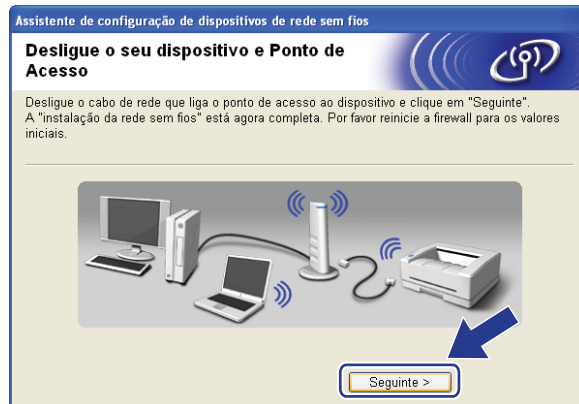 Assistente de configuração de dispositivos de rede sem fios
Desligue o seu dispositivo e Ponto de
Acesso
Desligue o cabo de rede que liga o ponto de acesso ao dispositivo e clique em "Seguinte".
A "instalação da rede sem fios" está agora completa. Por favor reinicie a firewall para os valores
iniciais.
Seguinte >